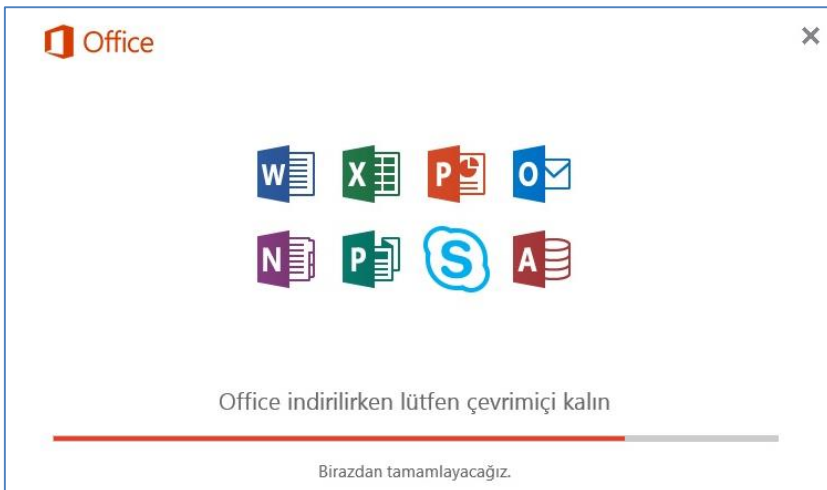 Office
W X P O
N P S A
Office indirilirken lütfen çevrimiçi kalın
Birazdan tamamlayacağız.